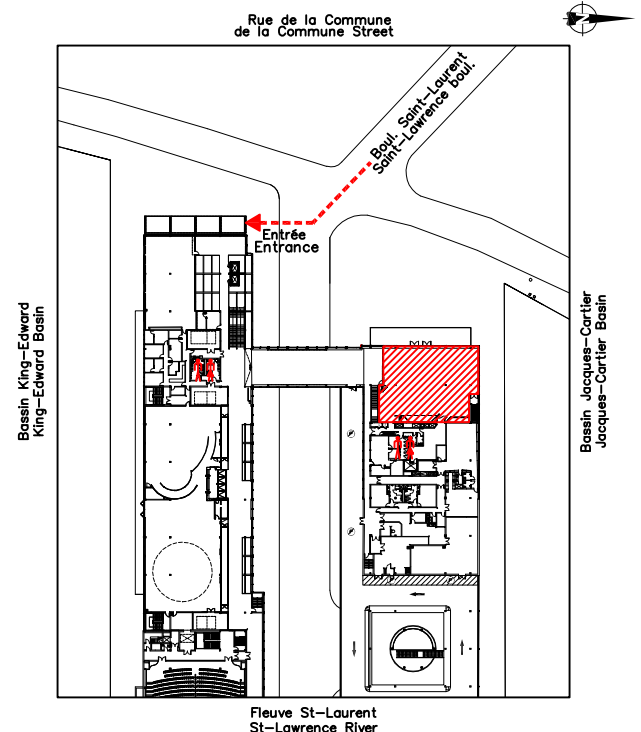 Rue de la Commune
de la Commune Street
N
Boul. Saint-Laurent
Saint-Lawrence boul.
Entrée
Entrance
Bassin King-Edward
King-Edward Basin
Bassin Jacques-Cartier
Jacques-Cartier Basin
Fleuve St-Laurent
St-Lawrence River